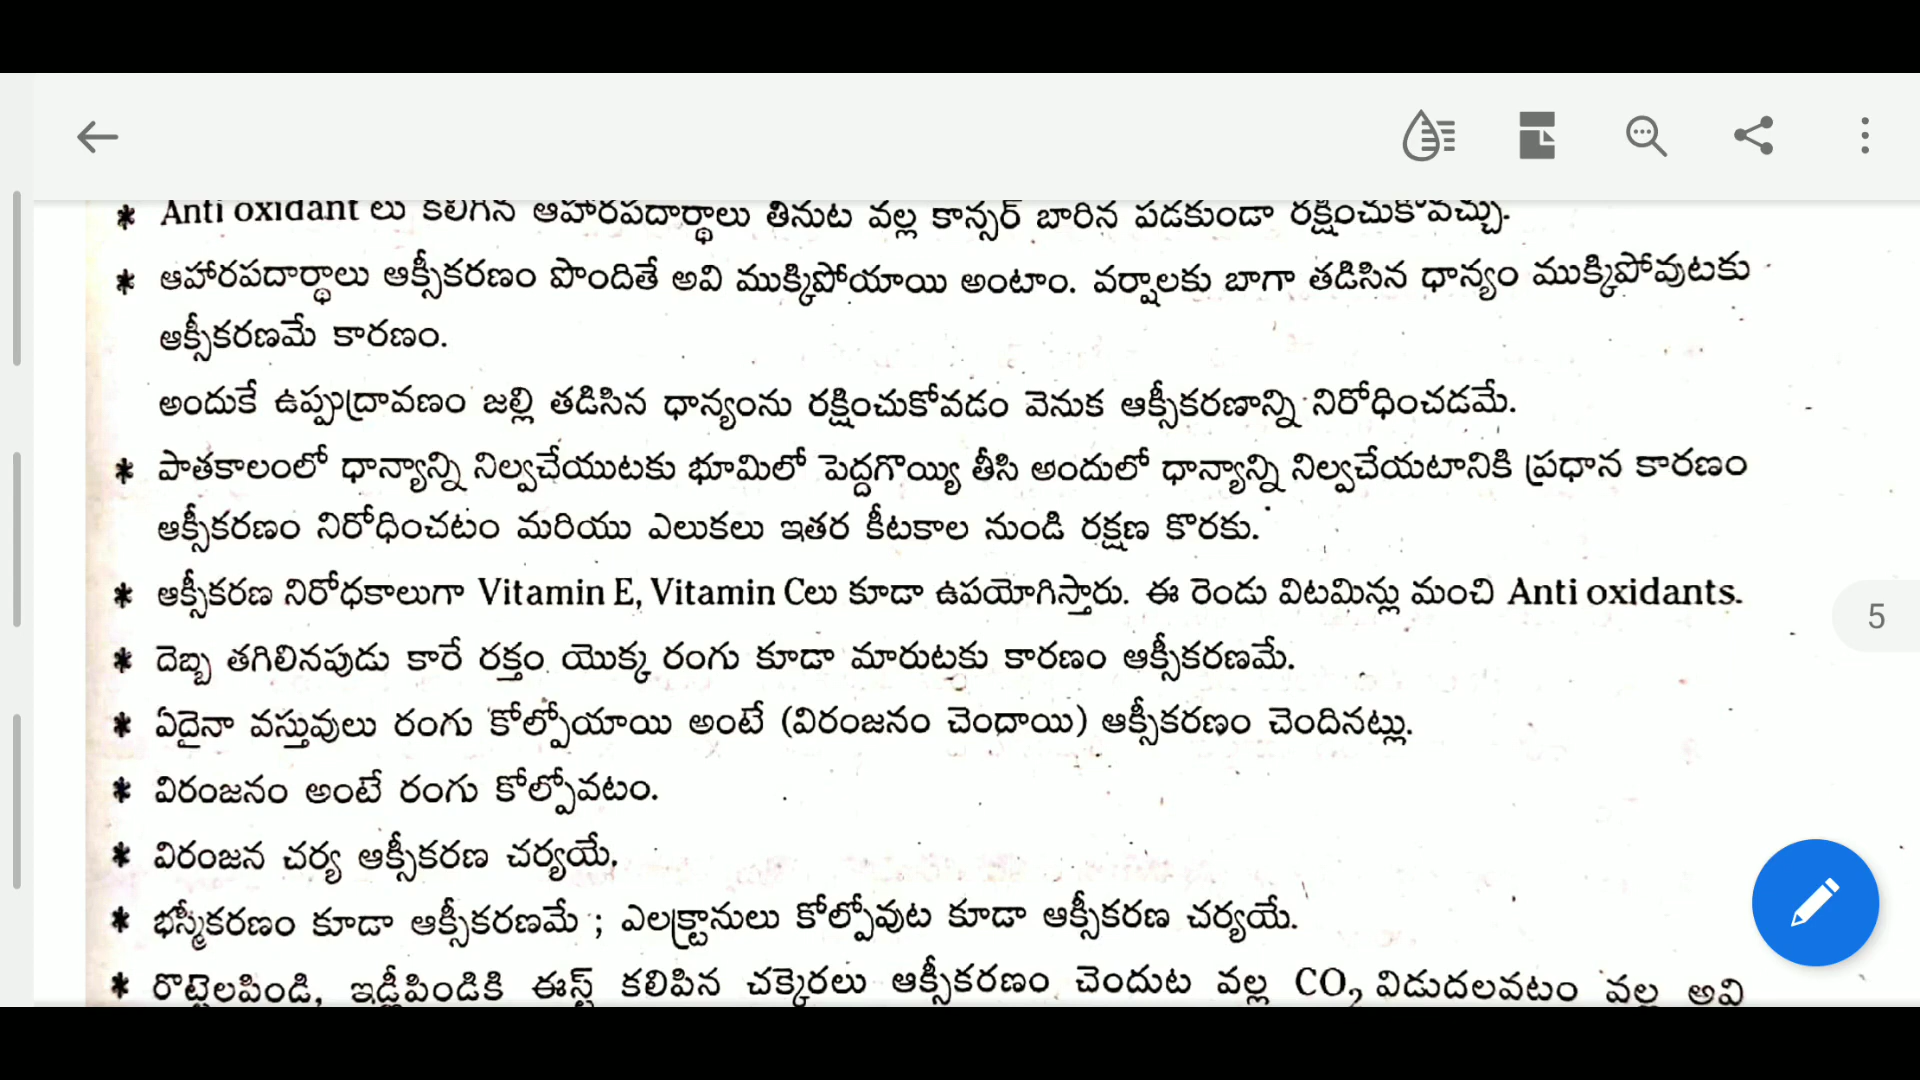 * Anti oxidant లు కలిగిన ఆహారపదార్థాలు తినుట వల్ల కాన్సర్ బారిన పడకుండా రక్షించుకోవచ్చు.
* ఆహారపదార్థాలు ఆక్సీకరణం పొందితే అవి ముక్కిపోయాయి అంటాం. వర్షాలకు బాగా తడిసిన ధాన్యం ముక్కిపోవుటకు
ఆక్సీకరణమే కారణం.
అందుకే ఉప్పుద్రావణం జల్లి తడిసిన ధాన్యంను రక్షించుకోవడం వెనుక ఆక్సీకరణాన్ని నిరోధించడమే.
* పాతకాలంలో ధాన్యాన్ని నిల్వచేయుటకు భూమిలో పెద్దగొయ్యి తీసి అందులో ధాన్యాన్ని నిల్వచేయటానికి ప్రధాన కారణం
ఆక్సీకరణం నిరోధించటం మరియు ఎలుకలు ఇతర కీటకాల నుండి రక్షణ కొరకు.
* ఆక్సీకరణ నిరోధకాలుగా Vitamin E, Vitamin Cలు కూడా ఉపయోగిస్తారు. ఈ రెండు విటమిన్లు మంచి Anti oxidants.
5
* దెబ్బ తగిలినపుడు కారే రక్తం యొక్క రంగు కూడా మారుటకు కారణం ఆక్సీకరణమే.
* ఏదైనా వస్తువులు రంగు కోల్పోయాయి అంటే (విరంజనం చెందాయి) ఆక్సీకరణం చెందినట్లు.
* విరంజనం అంటే రంగు కోల్పోవటం.
* విరంజన చర్య ఆక్సీకరణ చర్యయే.
* భస్మీకరణం కూడా ఆక్సీకరణమే ; ఎలక్ట్రానులు కోల్పోవుట కూడా ఆక్సీకరణ చర్యయే.
* రొట్టెలపిండి, ఇడ్లీపిండికి ఈస్ట్ కలిపిన చక్కెరలు ఆక్సీకరణం చెందుట వల్ల CO₂ విడుదలవటం వల్ల అవి